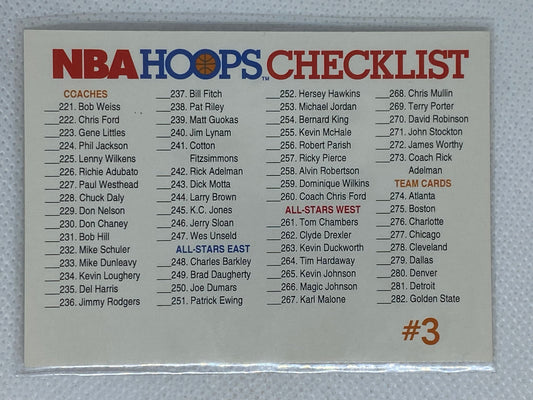 NBA HOOPS CHECKLIST
TM
COACHES
___221. Bob Weiss
___222. Chris Ford
___223. Gene Littles
___224. Phil Jackson
___225. Lenny Wilkens
___226. Richie Adubato
___227. Paul Westhead
___228. Chuck Daly
___229. Don Nelson
___230. Don Chaney
___231. Bob Hill
___232. Mike Schuler
___233. Mike Dunleavy
___234. Kevin Loughery
___235. Del Harris
___236. Jimmy Rodgers
___237. Bill Fitch
___238. Pat Riley
___239. Matt Guokas
___240. Jim Lynam
___241. Cotton
Fitzsimmons
___242. Rick Adelman
___243. Dick Motta
___244. Larry Brown
___245. K.C. Jones
___246. Jerry Sloan
___247. Wes Unseld
ALL-STARS EAST
___248. Charles Barkley
___249. Brad Daugherty
___250. Joe Dumars
___251. Patrick Ewing
___252. Hersey Hawkins
___253. Michael Jordan
___254. Bernard King
___255. Kevin McHale
___256. Robert Parish
___257. Ricky Pierce
___258. Alvin Robertson
___259. Dominique Wilkins
___260. Coach Chris Ford
ALL-STARS WEST
___261. Tom Chambers
___262. Clyde Drexler
___263. Kevin Duckworth
___264. Tim Hardaway
___265. Kevin Johnson
___266. Magic Johnson
___267. Karl Malone
___268. Chris Mullin
___269. Terry Porter
___270. David Robinson
___271. John Stockton
___272. James Worthy
___273. Coach Rick
Adelman
TEAM CARDS
___274. Atlanta
___275. Boston
___276. Charlotte
___277. Chicago
___278. Cleveland
___279. Dallas
___280. Denver
___281. Detroit
___282. Golden State
#3